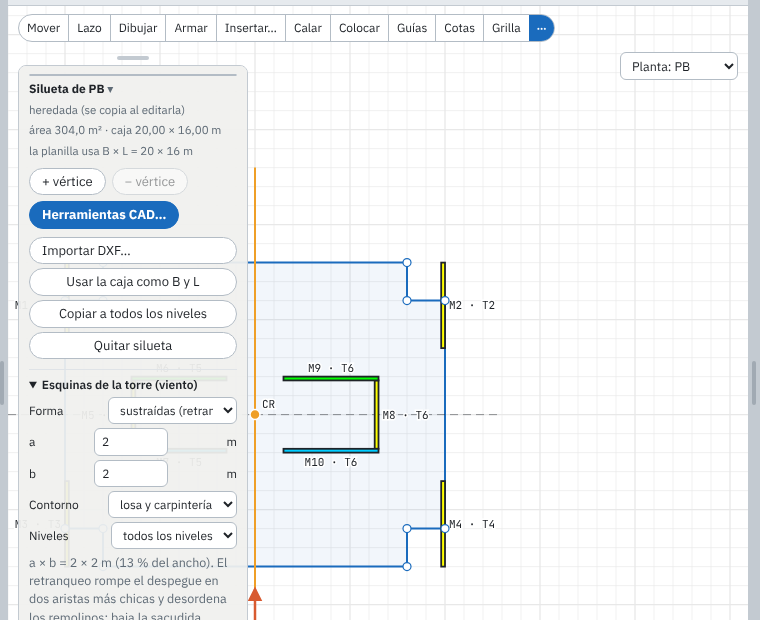 Mover Lazo Dibujar Armar Insertar... Calar Colocar Guías Cotas Grilla ...
Planta: PB
Silueta de PB ▾
heredada (se copia al editarla)
área 304,0 m² · caja 20,00 × 16,00 m
la planilla usa B × L = 20 × 16 m
+ vértice − vértice
Herramientas CAD...
Importar DXF...
Usar la caja como B y L
Copiar a todos los niveles
Quitar silueta
▼ Esquinas de la torre (viento)
Forma sustraídas (retrar
a 2 m
b 2 m
Contorno losa y carpintería
Niveles todos los niveles
a × b = 2 × 2 m (13 % del ancho). El
retranqueo rompe el despegue en
dos aristas más chicas y desordena
los remolinos: baja la sacudida
M2 · T2
M9 · T6
CR
M8 · T6
M10 · T6
M4 · T4